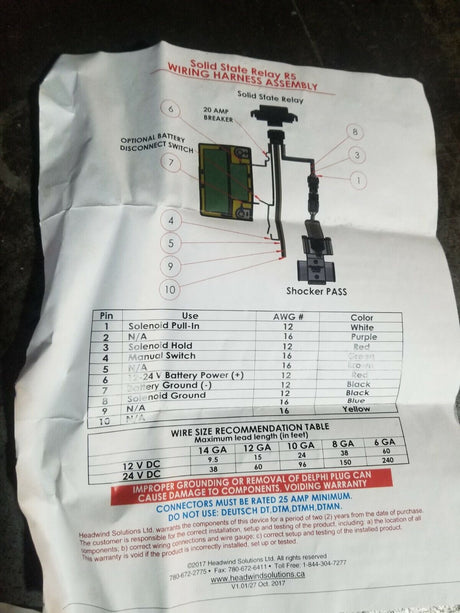 Solid State Relay R5
WIRING HARNESS ASSEMBLY
Solid State Relay
6
20 AMP
BREAKER
8
OPTIONAL BATTERY
DISCONNECT SWITCH
3
7
1
4
5
9
10
Shocker PASS
Pin Use AWG # Color
1 Solenoid Pull-In 12 White
2 N/A 16 Purple
3 Solenoid Hold 12 Red
4 Manual Switch 16 Green
5 N/A 16 Brown
6 12-24 V Battery Power (+) 12 Red
7 Battery Ground (-) 12 Black
8 Solenoid Ground 12 Black
9 N/A 16 Blue
10 N/A 16 Yellow
WIRE SIZE RECOMMENDATION TABLE
Maximum lead length (in feet)
14 GA 12 GA 10 GA 8 GA 6 GA
12 V DC 9.5 15 24 38 60
24 V DC 38 60 96 150 240
IMPROPER GROUNDING OR REMOVAL OF DELPHI PLUG CAN
CAUSE DAMAGE TO COMPONENTS, VOIDING WARRANTY
CONNECTORS MUST BE RATED 25 AMP MINIMUM.
DO NOT USE: DEUTSCH DT,DTM,DTMH,DTMN.
Headwind Solutions Ltd. warrants the components of this device for a period of two (2) years from the date of purchase.
The customer is responsible for the correct installation, setup and testing of the product, including: a) the location of all
components; b) correct wiring connections and wire gauge; c) correct setup and testing of the installed product.
This warranty is void if the product is incorrectly installed, set up or tested.
©2017 Headwind Solutions Ltd. All rights reserved
780-672-2775 • Fax: 780-672-6411 • Toll Free: 1-844-304-7277
www.headwindsolutions.ca
V1.01/27 Oct. 2017